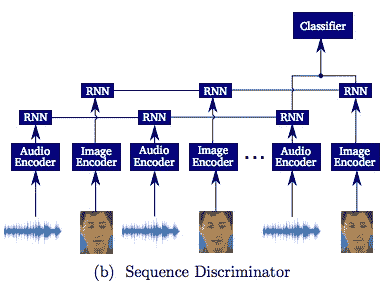 Classifier
RNN RNN RNN
RNN RNN RNN
Audio Encoder Image Encoder Audio Encoder Image Encoder ... Audio Encoder Image Encoder
(b) Sequence Discriminator